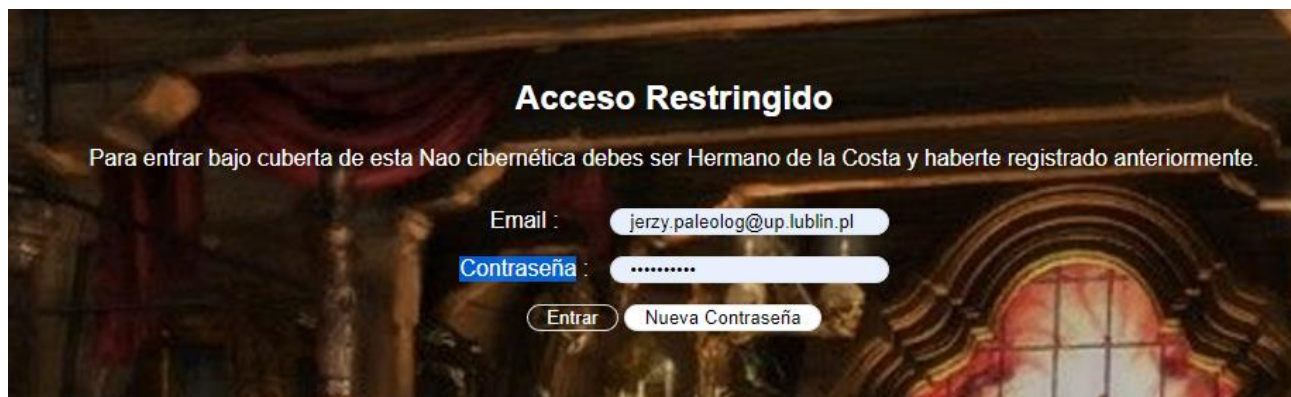 Acceso Restringido
Para entrar bajo cuberta de esta Nao cibernética debes ser Hermano de la Costa y haberte registrado anteriormente.
Email : jerzy.paleolog@up.lublin.pl
Contraseña : ••••••••••
Entrar Nueva Contraseña